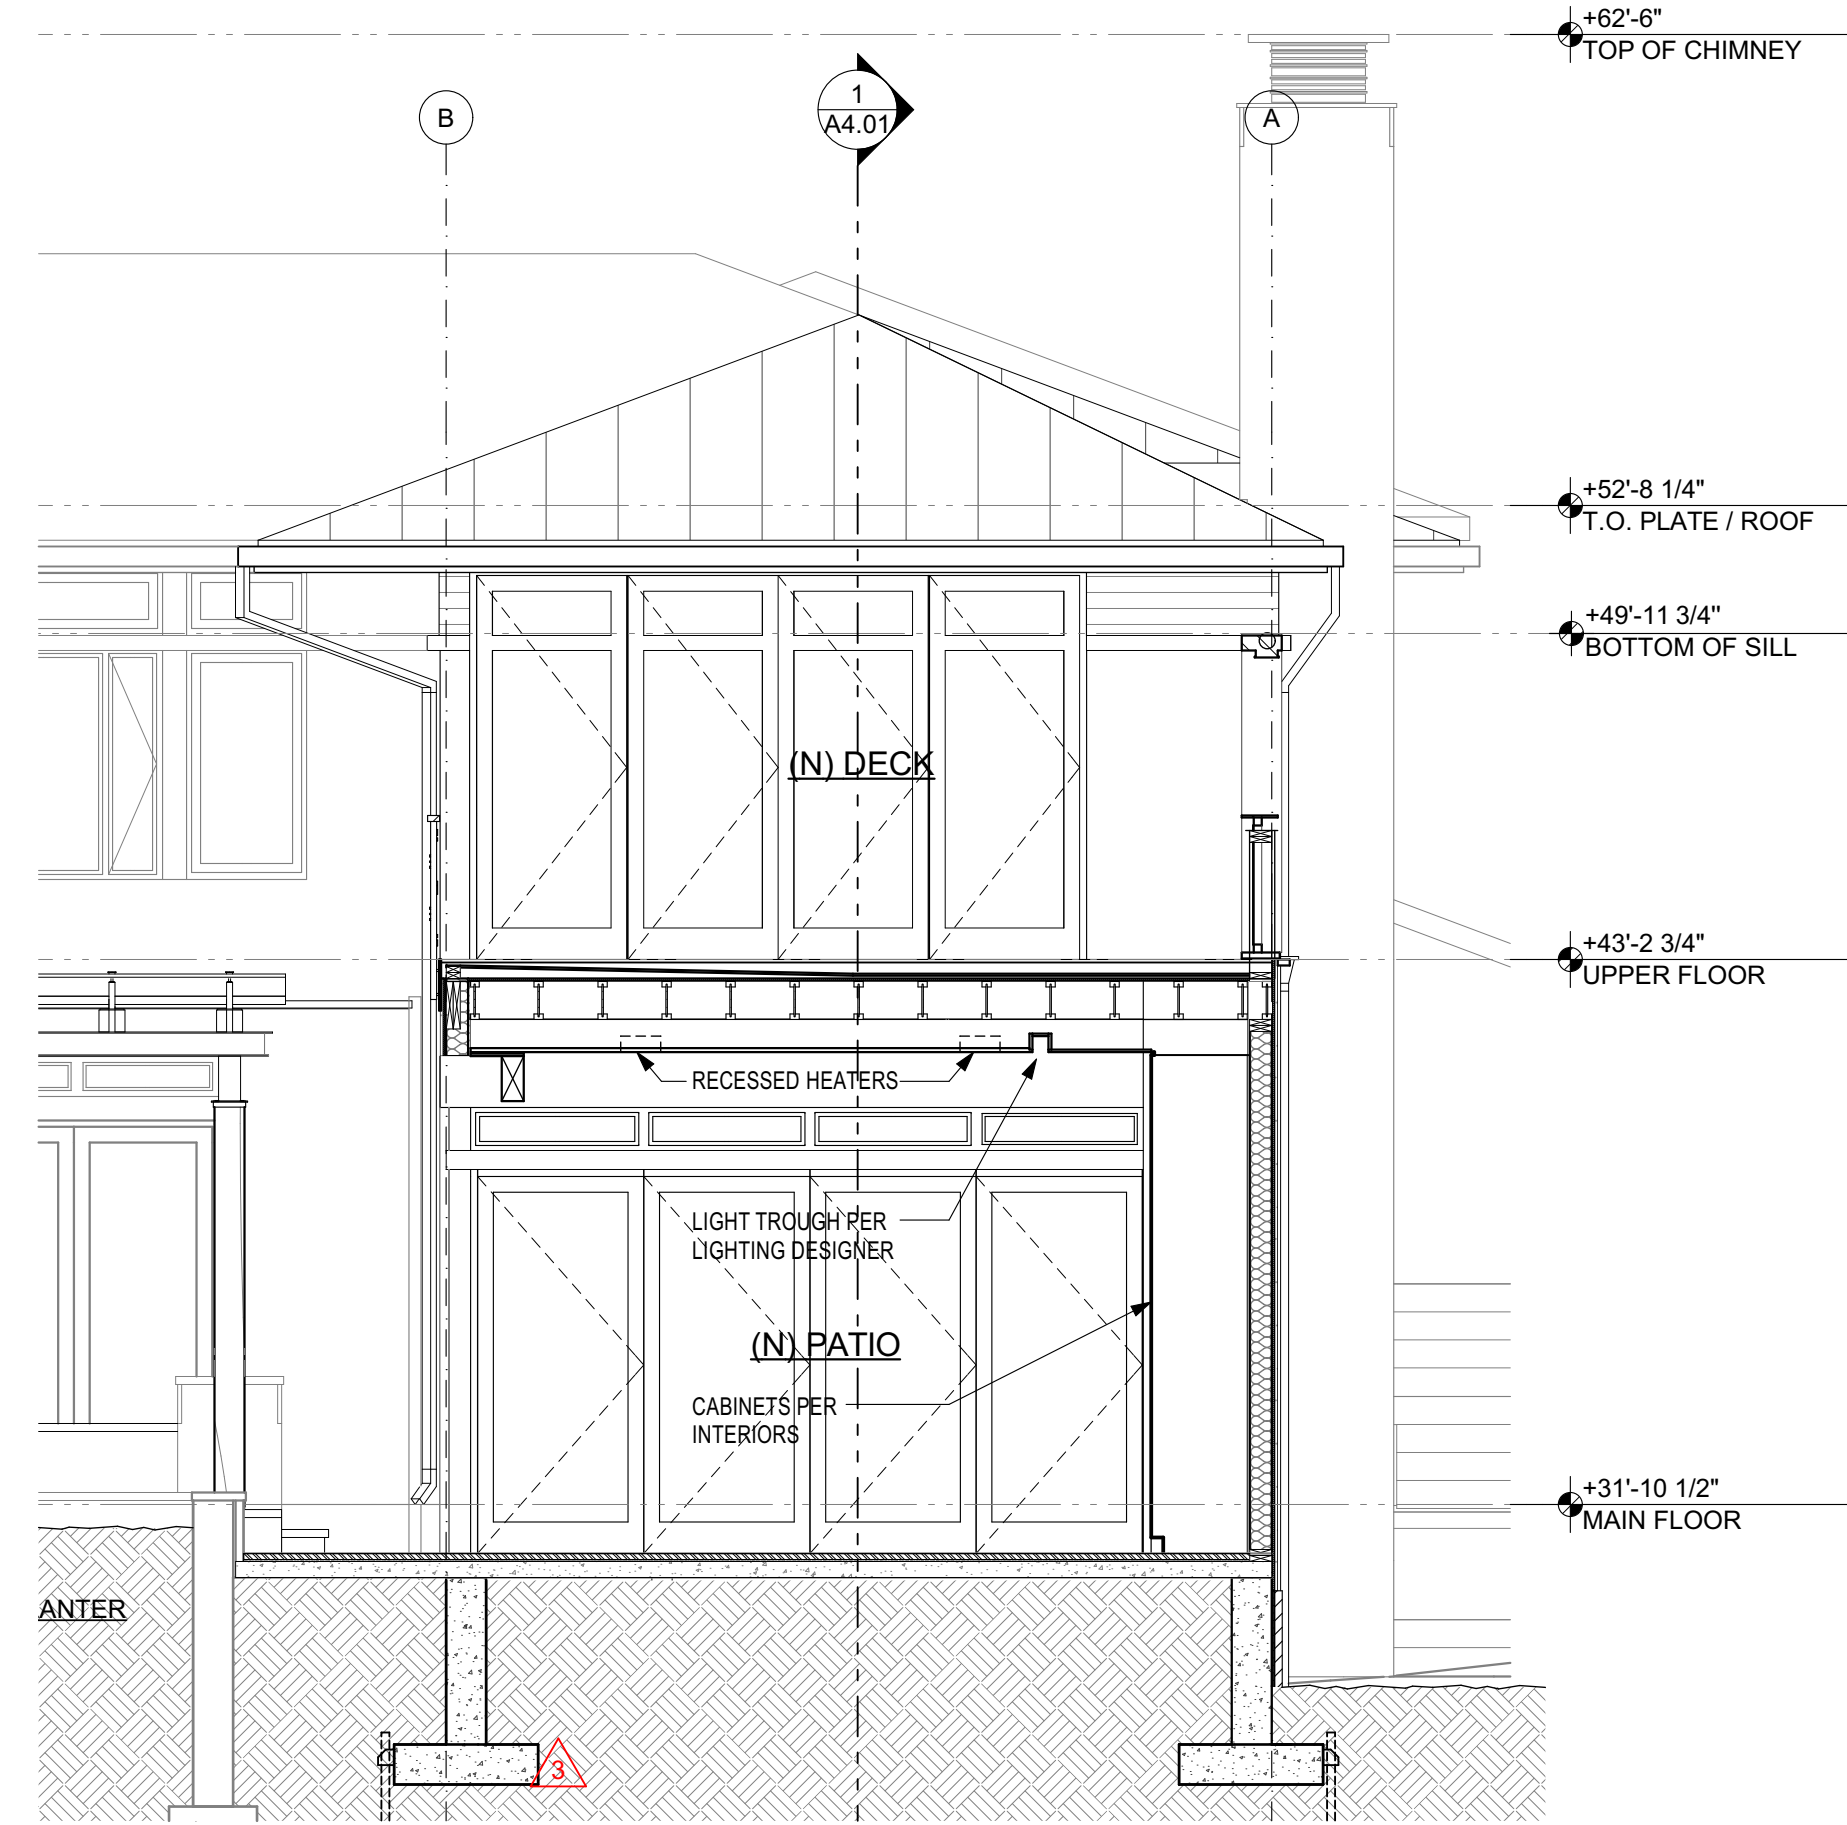 +62'-6"
TOP OF CHIMNEY
B
1
A4.01
A
+52'-8 1/4"
T.O. PLATE / ROOF
+49'-11 3/4"
BOTTOM OF SILL
(N) DECK
+43'-2 3/4"
UPPER FLOOR
RECESSED HEATERS
LIGHT TROUGH PER
LIGHTING DESIGNER
(N) PATIO
CABINETS PER
INTERIORS
+31'-10 1/2"
MAIN FLOOR
ANTER
3